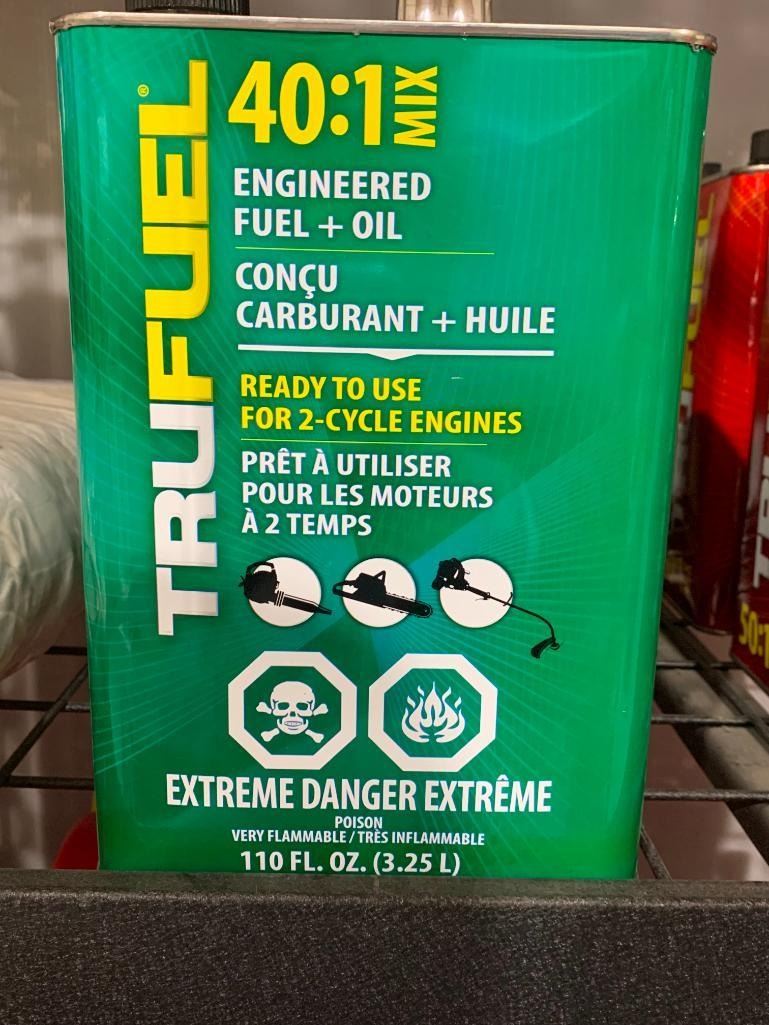 TRUFUEL®
40:1 MIX
ENGINEERED
FUEL + OIL
CONÇU
CARBURANT + HUILE
READY TO USE
FOR 2-CYCLE ENGINES
PRÊT À UTILISER
POUR LES MOTEURS
À 2 TEMPS
EXTREME DANGER EXTRÊME
POISON
VERY FLAMMABLE / TRÈS INFLAMMABLE
110 FL. OZ. (3.25 L)
50:1